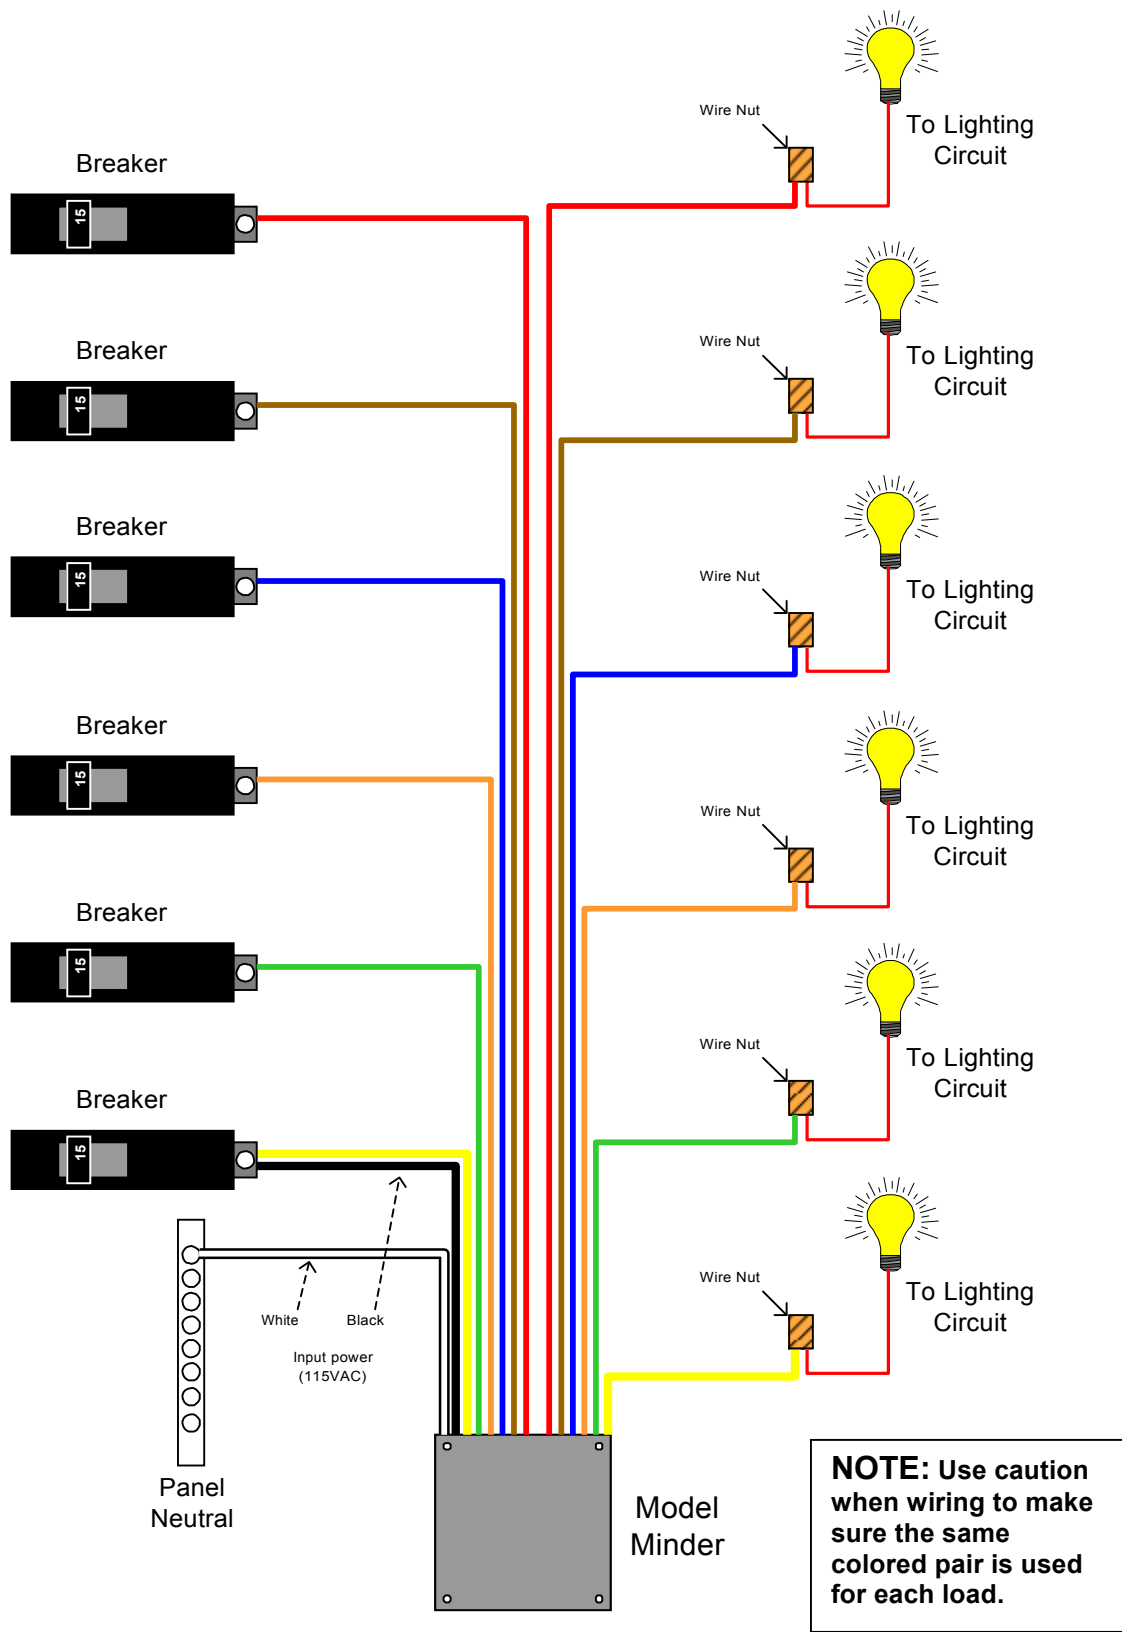 Wire Nut
To Lighting
Circuit
Breaker
15
Wire Nut
To Lighting
Circuit
Breaker
15
Wire Nut
To Lighting
Circuit
Breaker
15
Wire Nut
To Lighting
Circuit
Breaker
15
Wire Nut
To Lighting
Circuit
Breaker
15
Wire Nut
To Lighting
Circuit
Breaker
15
White
Black
Input power
(115VAC)
Panel
Neutral
Model
Minder
NOTE: Use caution
when wiring to make
sure the same
colored pair is used
for each load.